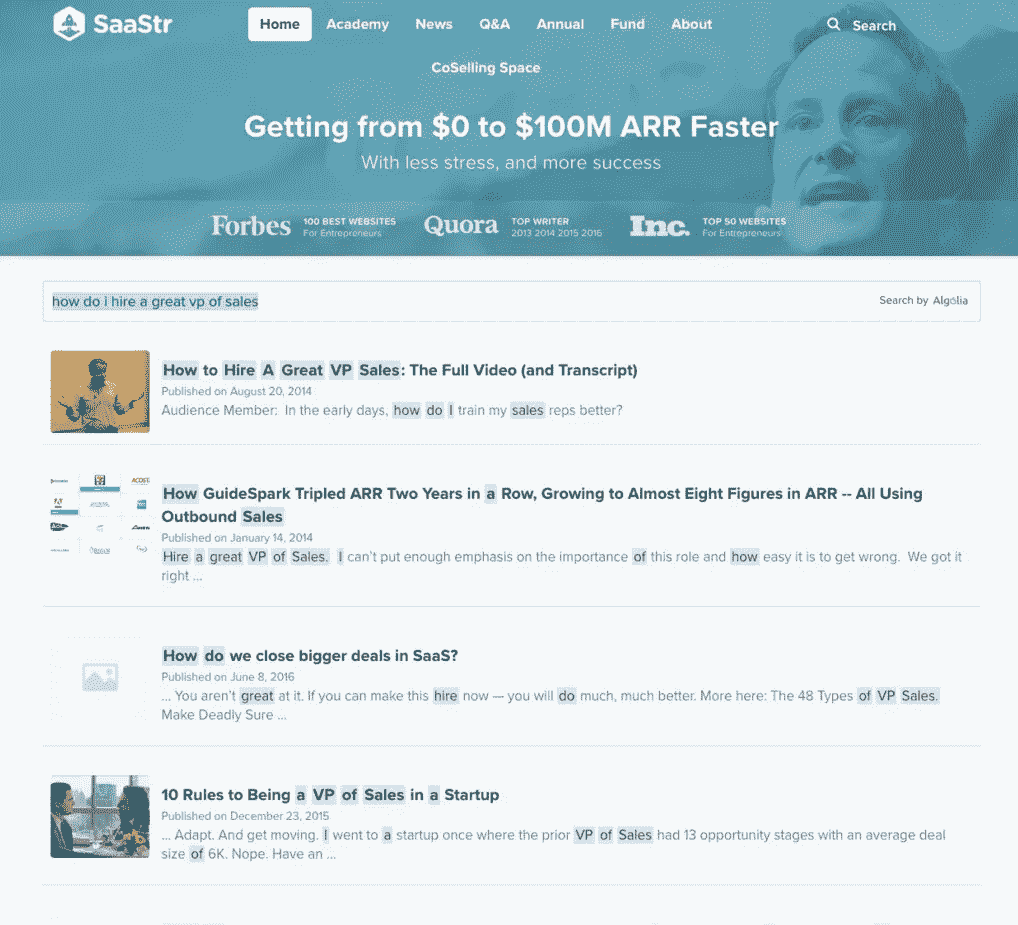 SaaStr
Home Academy News Q&A Annual Fund About Search
CoSelling Space
Getting from $0 to $100M ARR Faster
With less stress, and more success
Forbes 100 BEST WEBSITES For Entrepreneurs
Quora TOP WRITER 2013 2014 2015 2016
Inc. TOP 50 WEBSITES For Entrepreneurs
how do i hire a great vp of sales Search by Algolia
How to Hire A Great VP Sales: The Full Video (and Transcript)
Published on August 20, 2014
Audience Member: In the early days, how do I train my sales reps better?
How GuideSpark Tripled ARR Two Years in a Row, Growing to Almost Eight Figures in ARR -- All Using
Outbound Sales
Published on January 14, 2014
Hire a great VP of Sales. I can't put enough emphasis on the importance of this role and how easy it is to get wrong. We got it
right ...
How do we close bigger deals in SaaS?
Published on June 8, 2016
... You aren't great at it. If you can make this hire now — you will do much, much better. More here: The 48 Types of VP Sales.
Make Deadly Sure ...
10 Rules to Being a VP of Sales in a Startup
Published on December 23, 2015
... Adapt. And get moving. I went to a startup once where the prior VP of Sales had 13 opportunity stages with an average deal
size of 6K. Nope. Have an ...